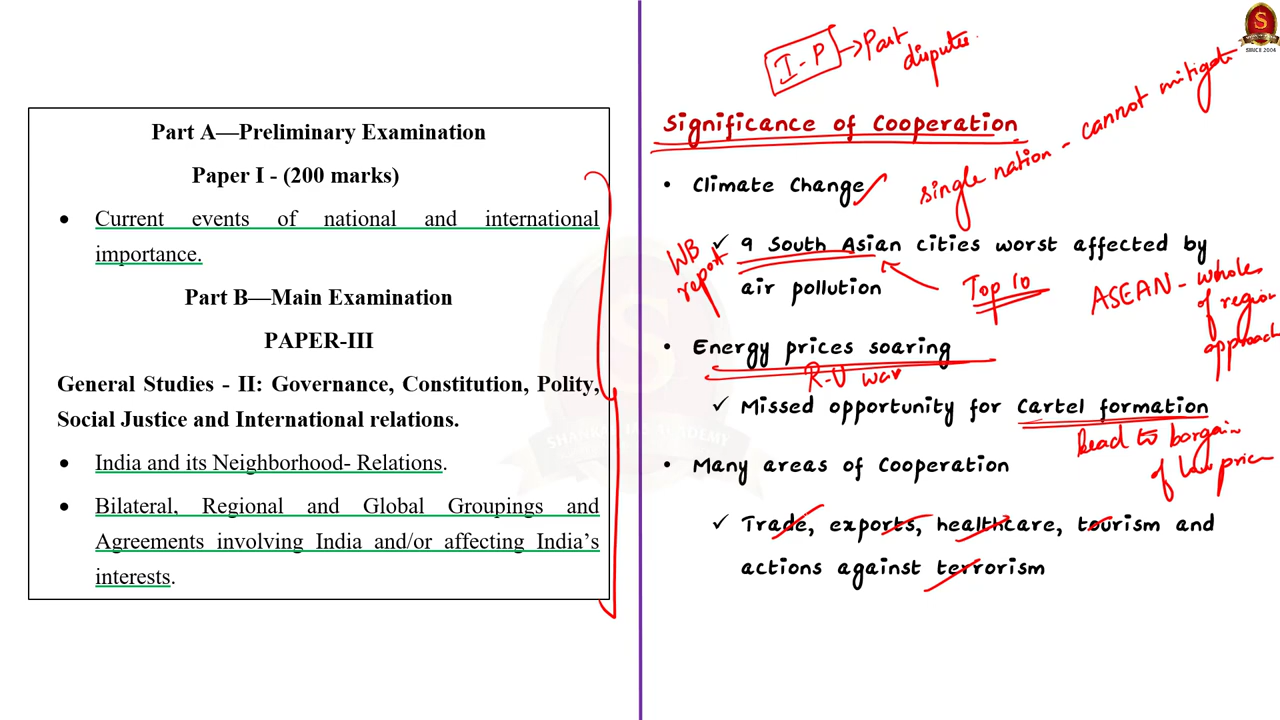 Part A—Preliminary Examination
Paper I - (200 marks)
• Current events of national and international
importance.
Part B—Main Examination
PAPER-III
General Studies - II: Governance, Constitution, Polity,
Social Justice and International relations.
• India and its Neighborhood- Relations.
• Bilateral, Regional and Global Groupings and
Agreements involving India and/or affecting India's
interests.
I-P → Past
disputes
Significance of Cooperation
single nation - cannot mitigate
• Climate Change
WB
report
✓ 9 South Asian cities worst affected by
air pollution
Top 10
ASEAN - whole
of region
approach
• Energy prices soaring
R-U war
✓ Missed opportunity for Cartel formation
lead to bargain
of low price
• Many areas of Cooperation
✓ Trade, exports, healthcare, tourism and
actions against terrorism
S
SINCE 2004